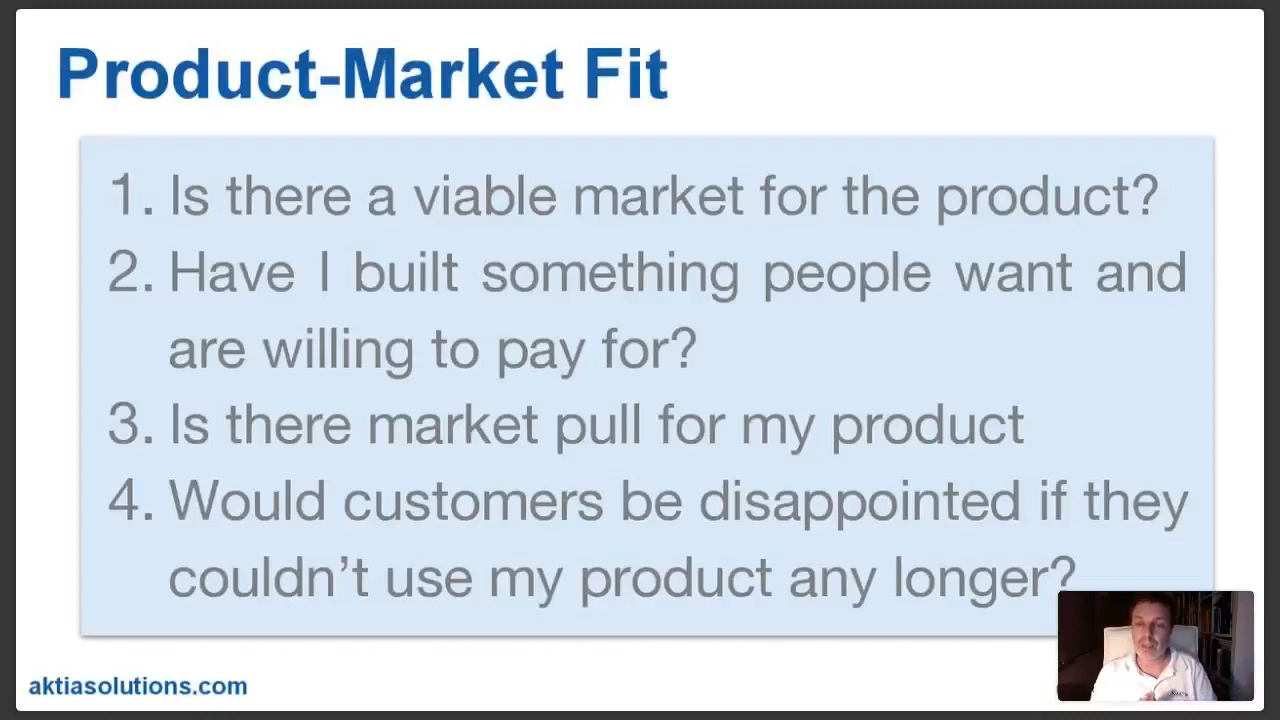 Product-Market Fit
1. Is there a viable market for the product?
2. Have I built something people want and
are willing to pay for?
3. Is there market pull for my product
4. Would customers be disappointed if they
couldn’t use my product any longer?
aktiasolutions.com